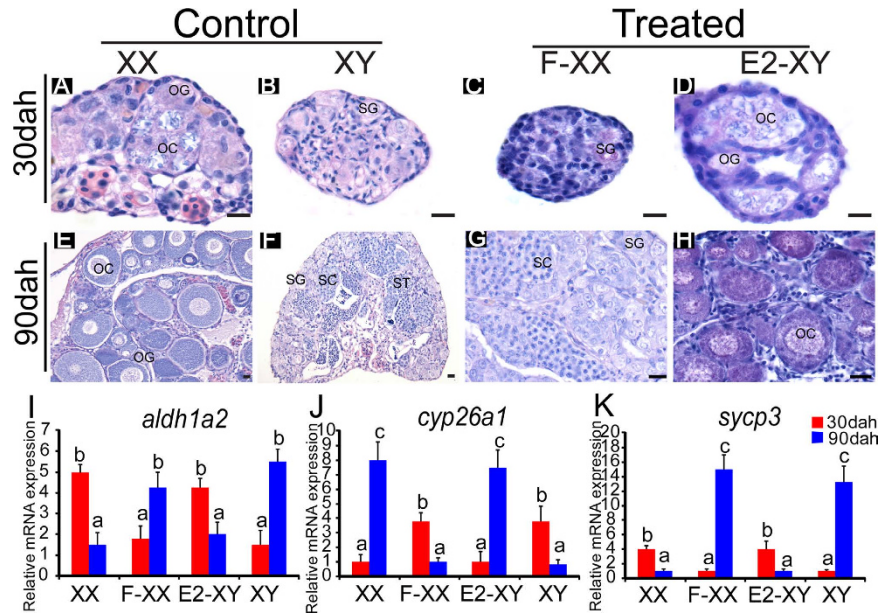 Control
Treated
XX
XY
F-XX
E2-XY
30dah
A
OG
OC
B
SG
C
SG
D
OC
OG
90dah
E
OC
OG
F
SG
SC
ST
G
SC
SG
H
OC
I
aldh1a2
Relative mRNA expression
7
6
5
4
3
2
1
0
b
a
a
b
b
a
a
b
XX
F-XX
E2-XY
XY
J
cyp26a1
Relative mRNA expression
10
9
8
7
6
5
4
3
2
1
0
a
c
b
a
a
c
b
a
XX
F-XX
E2-XY
XY
K
sycp3
30dah
90dah
Relative mRNA expression
20
18
16
14
12
10
8
6
4
2
0
b
a
a
c
b
a
a
c
XX
F-XX
E2-XY
XY